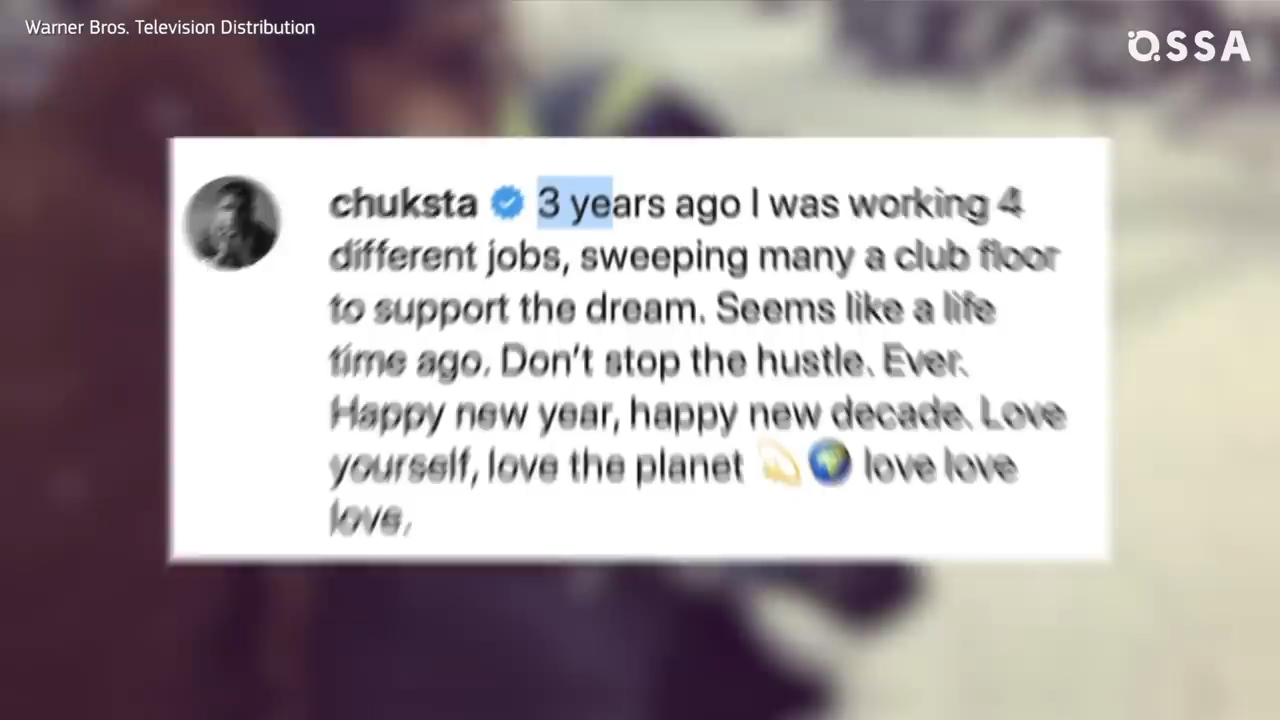 Warner Bros. Television Distribution
OSSA
chuksta 3 years ago I was working 4
different jobs, sweeping many a club floor
to support the dream. Seems like a life
time ago. Don't stop the hustle. Ever.
Happy new year, happy new decade. Love
yourself, love the planet 💫🌍 love love
love.